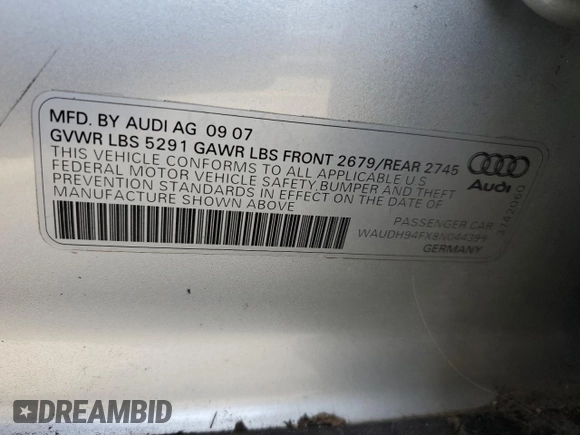 MFD. BY AUDI AG 09 07
GVWR LBS 5291 GAWR LBS FRONT 2679/REAR 2745
THIS VEHICLE CONFORMS TO ALL APPLICABLE U S
FEDERAL MOTOR VEHICLE SAFETY,BUMPER AND THEFT
PREVENTION STANDARDS IN EFFECT ON THE DATE OF
MANUFACTURE SHOWN ABOVE
Audi
PASSENGER CAR
WAUDH94FX8N044399
GERMANY
DREAMBID